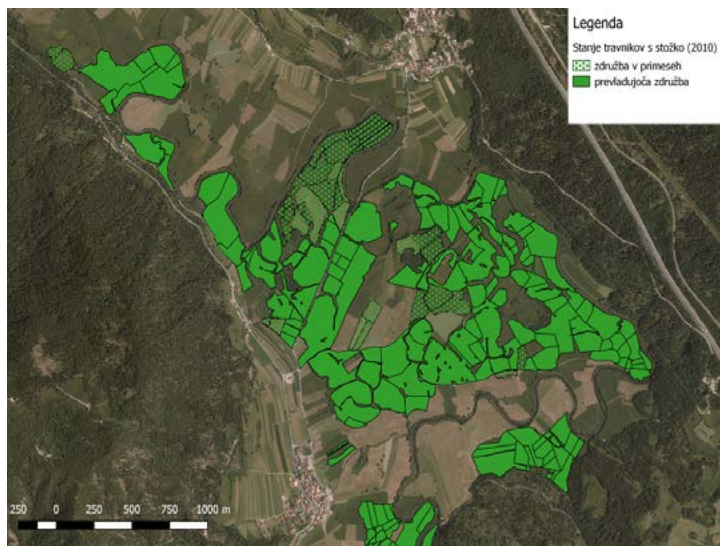 Legenda
Stanje travnikov s stožko (2010)
združba v primeseh
prevladujoča združba
250 0 250 500 750 1000 m